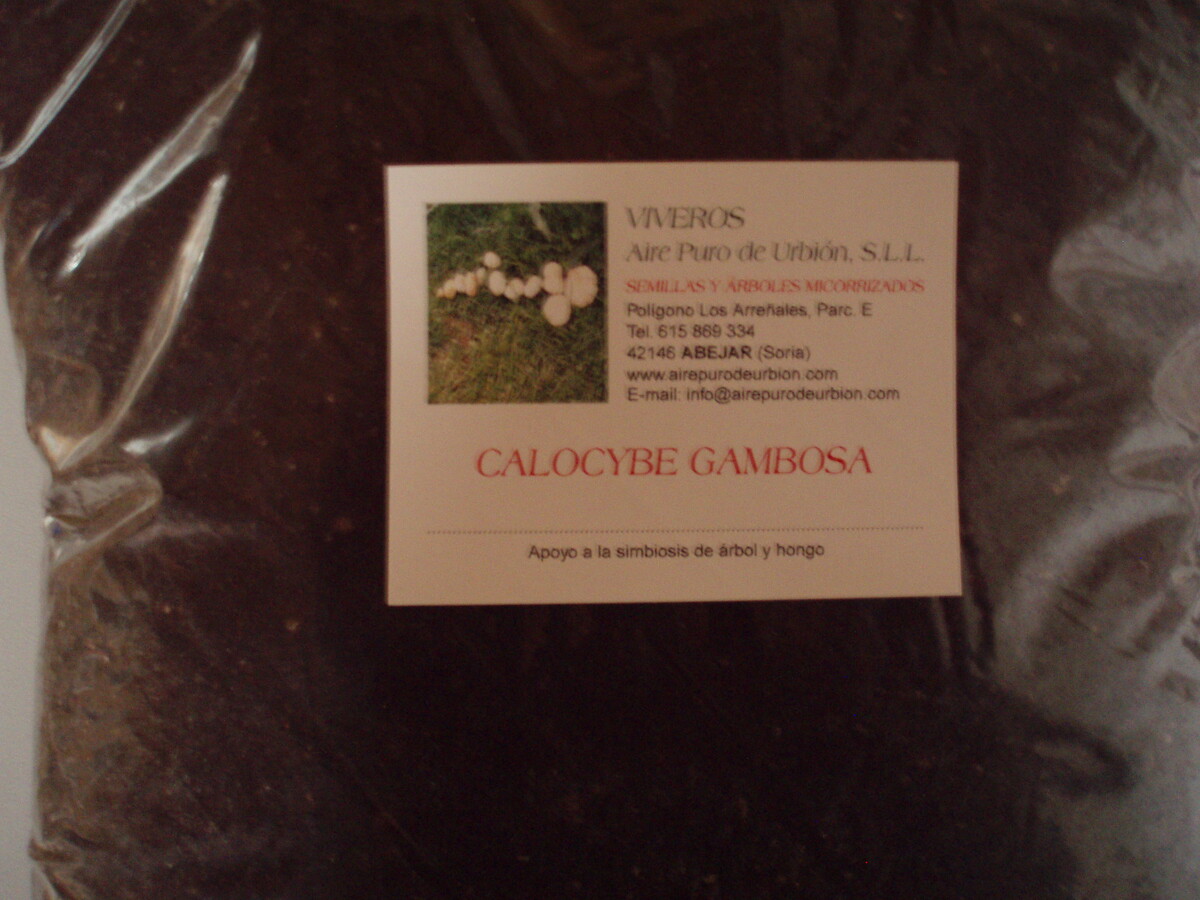 VIVEROS
Aire Puro de Urbión, S.L.L.
SEMILLAS Y ÁRBOLES MICORRIZADOS
Polígono Los Arreñales, Parc. E
Tel. 615 869 334
42146 ABEJAR (Soria)
www.airepurodeurbion.com
E-mail: info@airepurodeurbion.com
CALOCYBE GAMBOSA
Apoyo a la simbiosis de árbol y hongo